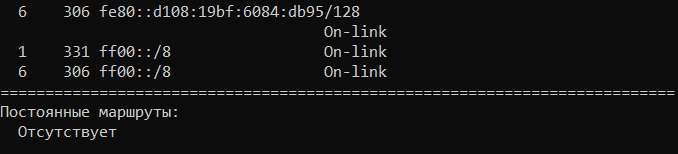 6    306 fe80::d108:19bf:6084:db95/128
On-link
1    331 ff00::/8                 On-link
6    306 ff00::/8                 On-link
===========================================================================
Постоянные маршруты:
Отсутствует